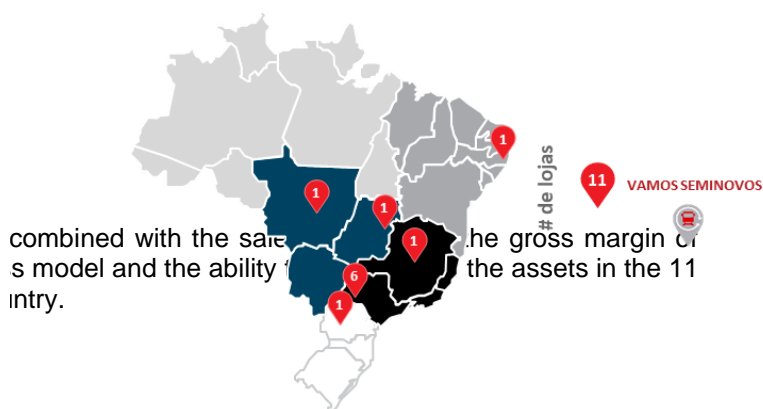 1
# de lojas
11
VAMOS SEMINOVOS
1
1
combined with the sale he gross margin of
s model and the ability the assets in the 11
1
6
ntry.
1